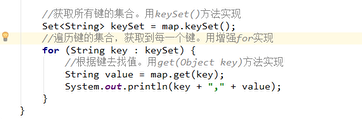 //获取所有键的集合。用keySet()方法实现
Set<String> keySet = map.keySet();
//遍历键的集合，获取到每一个键。用增强for实现
for (String key : keySet) {
//根据键去找值。用get(Object key)方法实现
String value = map.get(key);
System.out.println(key + "," + value);
}
}